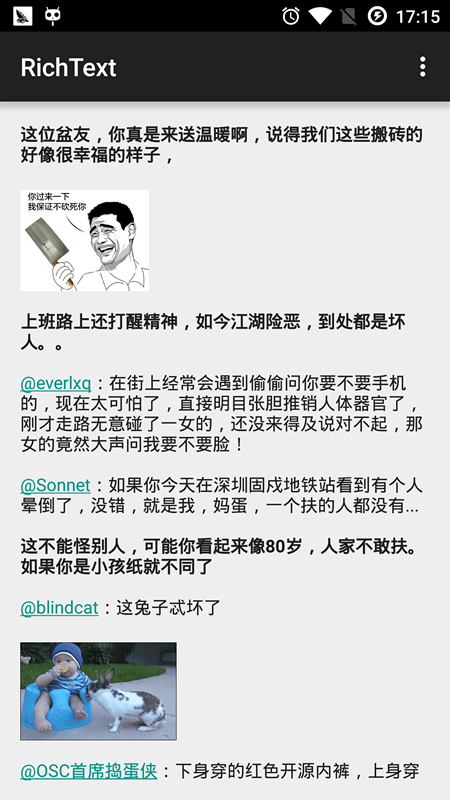 17:15
RichText
这位盆友，你真是来送温暖啊，说得我们这些搬砖的
好像很幸福的样子，
你过来一下
我保证不砍死你
上班路上还打醒精神，如今江湖险恶，到处都是坏
人。。
@everlxq：在街上经常会遇到偷偷问你要不要手机
的，现在太可怕了，直接明目张胆推销人体器官了，
刚才走路无意碰了一女的，还没来得及说对不起，那
女的竟然大声问我要不要脸！
@Sonnet：如果你今天在深圳固戍地铁站看到有个人
晕倒了，没错，就是我，妈蛋，一个扶的人都没有...
这不能怪别人，可能你看起来像80岁，人家不敢扶。
如果你是小孩纸就不同了
@blindcat：这兔子忒坏了
@OSC首席捣蛋侠：下身穿的红色开源内裤，上身穿